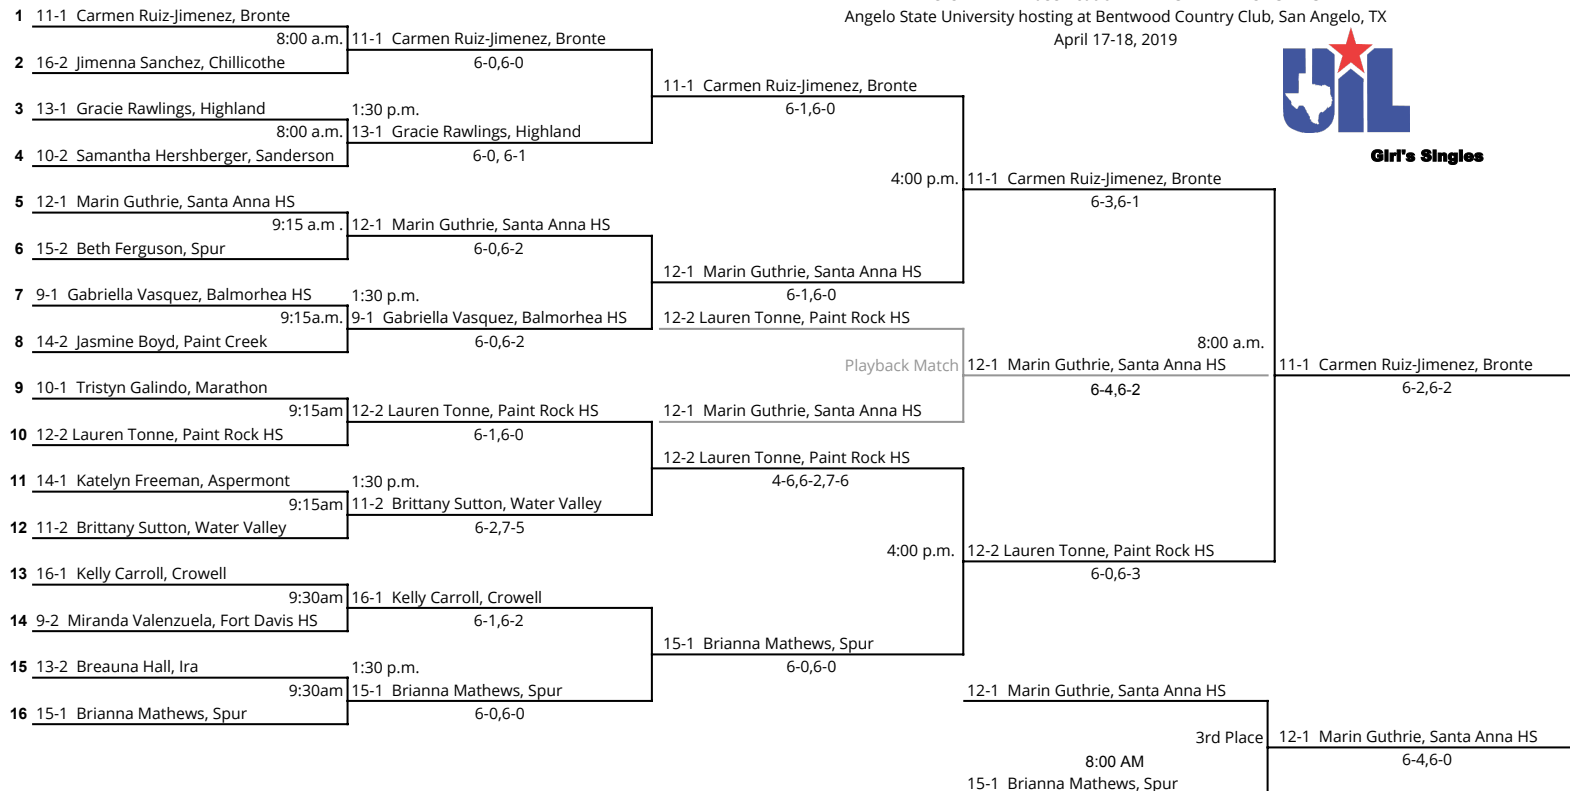 Angelo State University hosting at Bentwood Country Club, San Angelo, TX
April 17-18, 2019
UIL
Girl's Singles
1 11-1 Carmen Ruiz-Jimenez, Bronte
8:00 a.m. 11-1 Carmen Ruiz-Jimenez, Bronte
2 16-2 Jimenna Sanchez, Chillicothe
6-0,6-0
11-1 Carmen Ruiz-Jimenez, Bronte
3 13-1 Gracie Rawlings, Highland
1:30 p.m.
6-1,6-0
8:00 a.m. 13-1 Gracie Rawlings, Highland
4 10-2 Samantha Hershberger, Sanderson
6-0, 6-1
4:00 p.m. 11-1 Carmen Ruiz-Jimenez, Bronte
5 12-1 Marin Guthrie, Santa Anna HS
6-3,6-1
9:15 a.m . 12-1 Marin Guthrie, Santa Anna HS
6 15-2 Beth Ferguson, Spur
6-0,6-2
12-1 Marin Guthrie, Santa Anna HS
7 9-1 Gabriella Vasquez, Balmorhea HS
1:30 p.m.
6-1,6-0
9:15a.m. 9-1 Gabriella Vasquez, Balmorhea HS
12-2 Lauren Tonne, Paint Rock HS
8 14-2 Jasmine Boyd, Paint Creek
6-0,6-2
8:00 a.m.
Playback Match 12-1 Marin Guthrie, Santa Anna HS
11-1 Carmen Ruiz-Jimenez, Bronte
9 10-1 Tristyn Galindo, Marathon
6-4,6-2
6-2,6-2
9:15am 12-2 Lauren Tonne, Paint Rock HS
12-1 Marin Guthrie, Santa Anna HS
10 12-2 Lauren Tonne, Paint Rock HS
6-1,6-0
12-2 Lauren Tonne, Paint Rock HS
11 14-1 Katelyn Freeman, Aspermont
1:30 p.m.
4-6,6-2,7-6
9:15am 11-2 Brittany Sutton, Water Valley
12 11-2 Brittany Sutton, Water Valley
6-2,7-5
4:00 p.m. 12-2 Lauren Tonne, Paint Rock HS
13 16-1 Kelly Carroll, Crowell
6-0,6-3
9:30am 16-1 Kelly Carroll, Crowell
14 9-2 Miranda Valenzuela, Fort Davis HS
6-1,6-2
15-1 Brianna Mathews, Spur
15 13-2 Breauna Hall, Ira
1:30 p.m.
6-0,6-0
9:30am 15-1 Brianna Mathews, Spur
12-1 Marin Guthrie, Santa Anna HS
16 15-1 Brianna Mathews, Spur
6-0,6-0
3rd Place 12-1 Marin Guthrie, Santa Anna HS
8:00 AM
6-4,6-0
15-1 Brianna Mathews, Spur